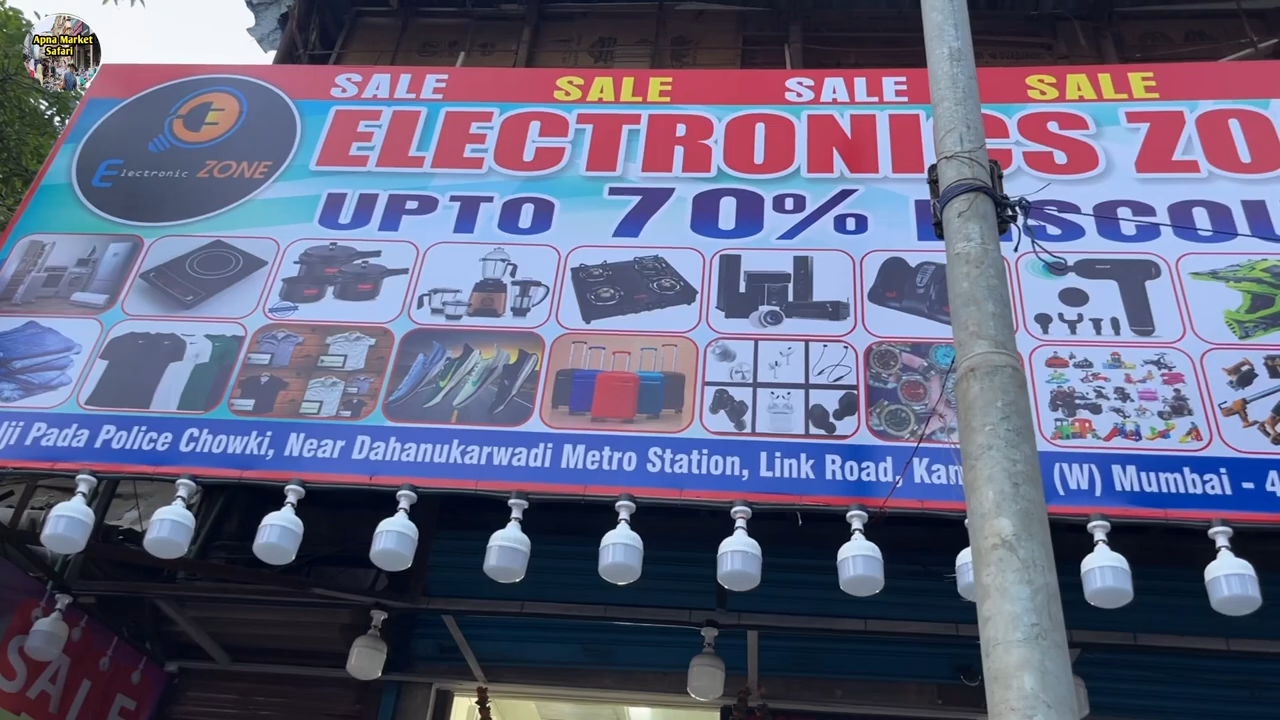 Apna Market
Safari
SALE SALE SALE SALE
ELECTRONICS ZO
Electronic ZONE
UPTO 70% DISCOU
lji Pada Police Chowki, Near Dahanukarwadi Metro Station, Link Road, Kan (W) Mumbai - 4
SALE